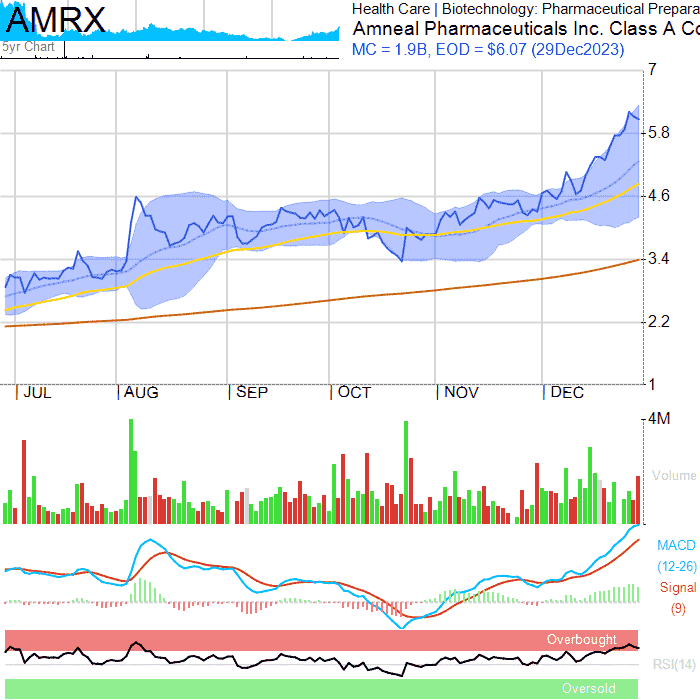 AMRX
5yr Chart
Health Care | Biotechnology: Pharmaceutical Prepara
Amneal Pharmaceuticals Inc. Class A Co
MC = 1.9B, EOD = $6.07 (29Dec2023)
7
5.8
4.6
3.4
2.2
1
JUL
AUG
SEP
OCT
NOV
DEC
4M
Volume
MACD
(12-26)
Signal
(9)
Overbought
RSI(14)
Oversold